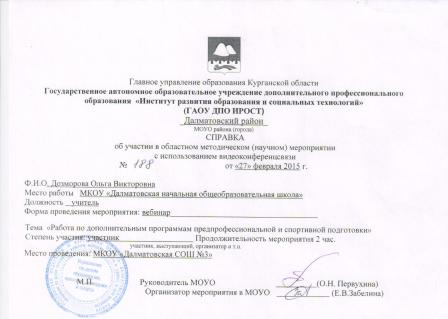 Главное управление образования Курганской области
Государственное автономное образовательное учреждение дополнительного профессионального
образования «Институт развития образования и социальных технологий»
(ГАОУ ДПО ИРОСТ)
Далматовский район
МОУО района (города)
СПРАВКА
об участии в областном методическом (научном) мероприятии
с использованием видеоконференцсвязи
№ 188 от «27» февраля 2015 г.
Ф.И.О. Дозморова Ольга Викторовна
Место работы МКОУ «Далматовская начальная общеобразовательная школа»
Должность учитель
Форма проведения мероприятия: вебинар
Тема «Работа по дополнительным программам предпрофессиональной и спортивной подготовки»
Степень участия: участник Продолжительность мероприятия 2 час.
участник, выступающий, организатор и т.о.
Место проведения: МКОУ «Далматовская СОШ №3»
М.П. Руководитель МОУО (О.Н. Первухина)
Организатор мероприятия в МОУО (Е.В.Забелина)